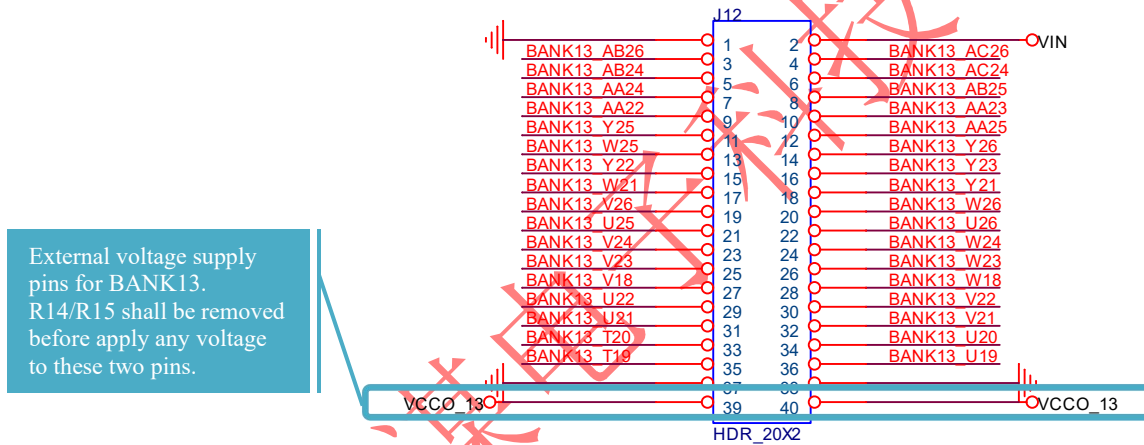 J12
1 2 VIN
BANK13_AB26 3 4 BANK13_AC26
BANK13_AB24 5 6 BANK13_AC24
BANK13_AA24 7 8 BANK13_AB25
BANK13_AA22 9 10 BANK13_AA23
BANK13_Y25 11 12 BANK13_AA25
BANK13_W25 13 14 BANK13_Y26
BANK13_Y22 15 16 BANK13_Y23
BANK13_W21 17 18 BANK13_Y21
BANK13_V26 19 20 BANK13_W26
BANK13_U25 21 22 BANK13_U26
BANK13_V24 23 24 BANK13_W24
BANK13_V23 25 26 BANK13_W23
BANK13_V18 27 28 BANK13_W18
BANK13_U22 29 30 BANK13_V22
BANK13_U21 31 32 BANK13_V21
BANK13_T20 33 34 BANK13_U20
BANK13_T19 35 36 BANK13_U19
37 38
VCCO_13 39 40 VCCO_13
HDR_20X2
External voltage supply
pins for BANK13.
R14/R15 shall be removed
before apply any voltage
to these two pins.